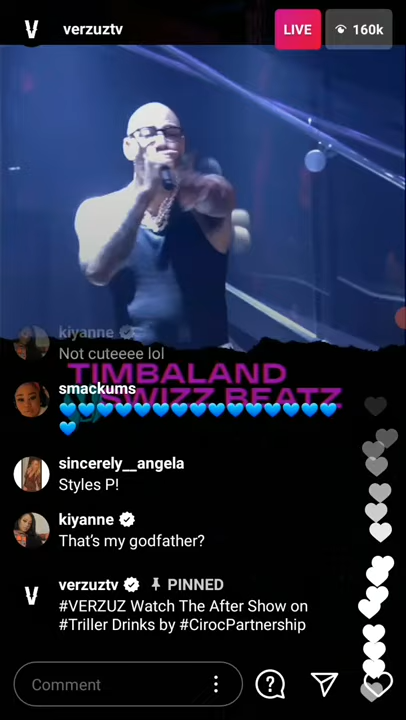 V verzuztv LIVE 160k
kiyanne
Not cuteeee lol
TIMBALAND
smackums
SWIZZ BEATZ
sincerely__angela
Styles P!
kiyanne
That's my godfather?
V verzuztv PINNED
#VERZUZ Watch The After Show on
#Triller Drinks by #CirocPartnership
Comment